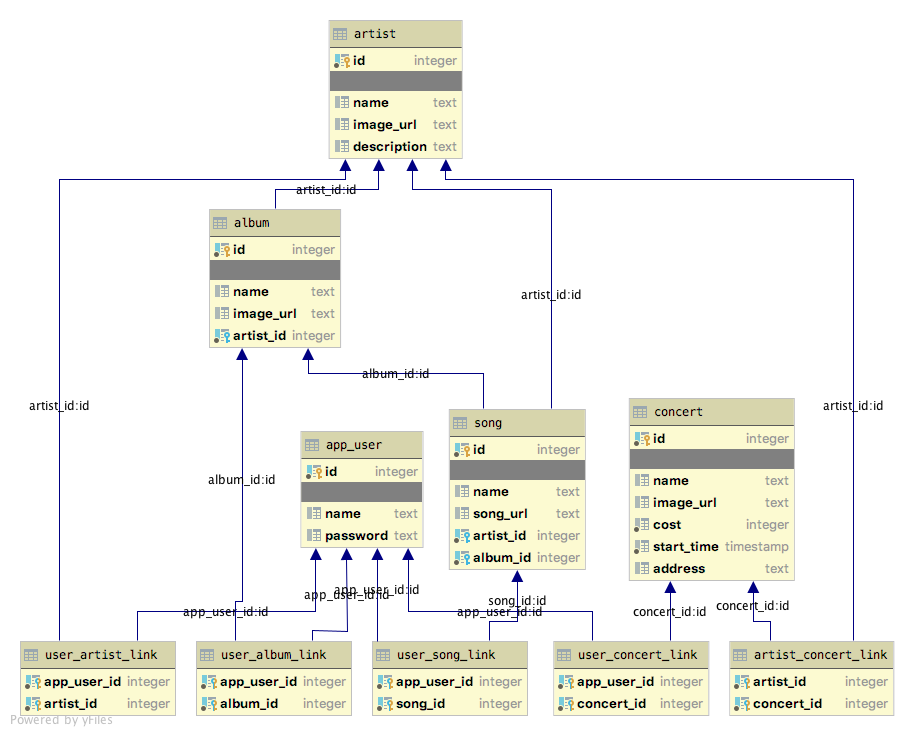 artist
id integer
name text
image_url text
description text
artist_id:id
album
id integer
name text
image_url text
artist_id integer
artist_id:id
album_id:id
artist_id:id
artist_id:id
concert
id integer
name text
image_url text
cost integer
start_time timestamp
address text
song
id integer
name text
song_url text
artist_id integer
album_id integer
app_user
id integer
name text
password text
album_id:id
app_user_id:id
app_user_id:id
app_user_id:id
song_id:id
app_user_id:id
concert_id:id
concert_id:id
user_artist_link
app_user_id integer
artist_id integer
user_album_link
app_user_id integer
album_id integer
user_song_link
app_user_id integer
song_id integer
user_concert_link
app_user_id integer
concert_id integer
artist_concert_link
artist_id integer
concert_id integer
Powered by yFiles